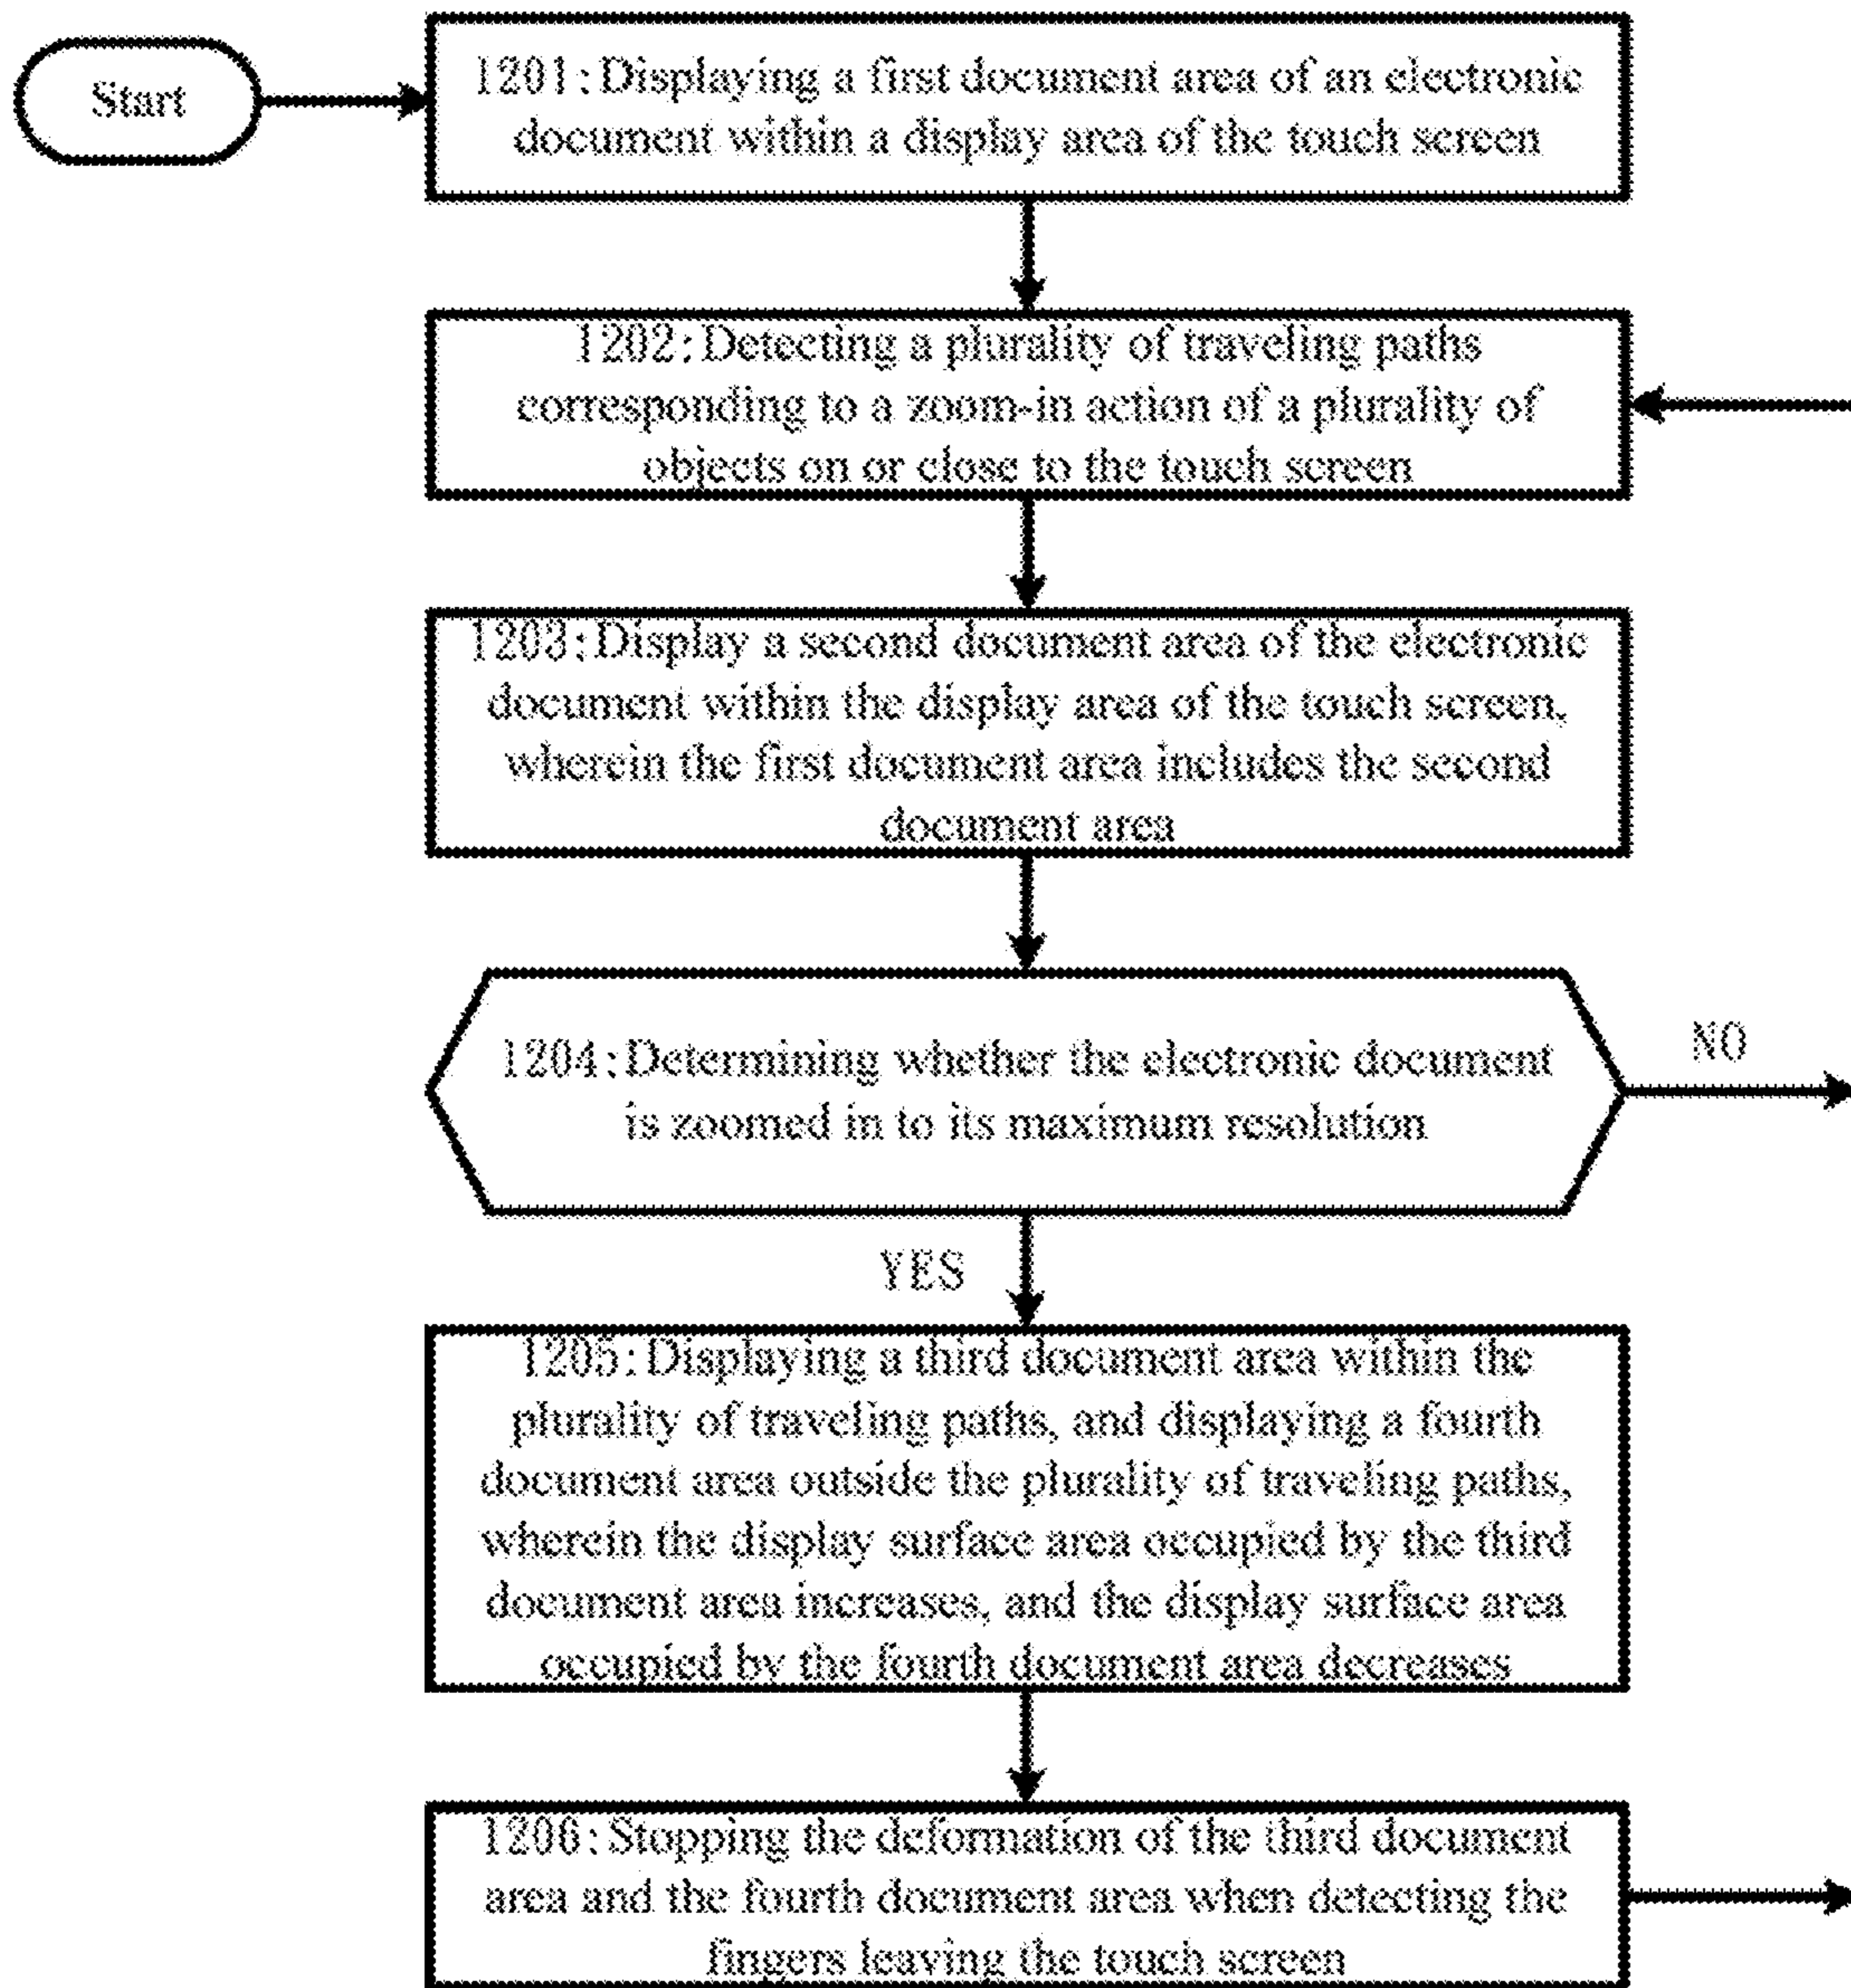 Start
1201:Displaying a first document area of an electronic
document within a display area of the touch screen
1202:Detecting a plurality of traveling paths
corresponding to a zoom-in action of a plurality of
objects on or close to the touch screen
1203:Display a second document area of the electronic
document within the display area of the touch screen,
wherein the first document area includes the second
document area
1204:Determining whether the electronic document
is zoomed in to its maximum resolution
NO
YES
1205:Displaying a third document area within the
plurality of traveling paths, and displaying a fourth
document area outside the plurality of traveling paths,
wherein the display surface area occupied by the third
document area increases, and the display surface area
occupied by the fourth document area decreases
1206:Stopping the deformation of the third document
area and the fourth document area when detecting the
fingers leaving the touch screen